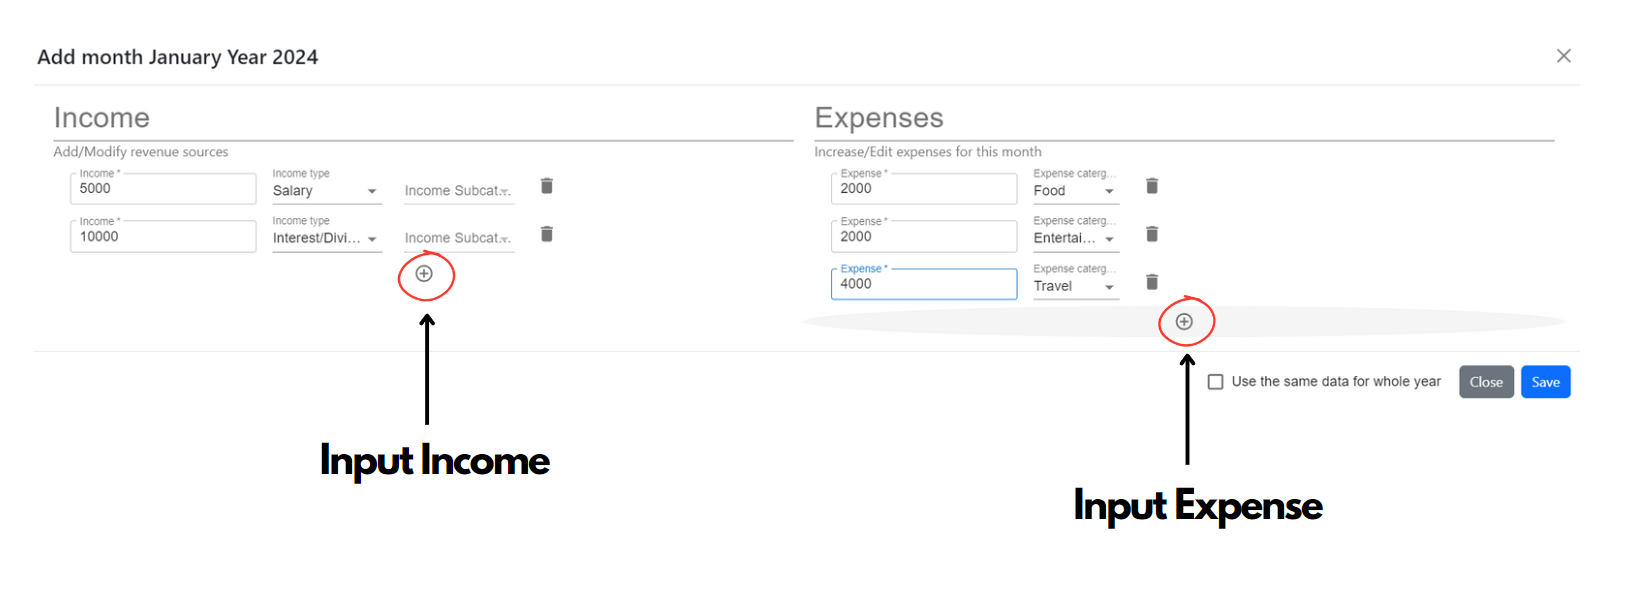 Add month January Year 2024
Income
Add/Modify revenue sources
Income *
5000
Income type
Salary
Income Subcat...
Income *
10000
Income type
Interest/Divi...
Income Subcat...
Expenses
Increase/Edit expenses for this month
Expense *
2000
Expense caterg...
Food
Expense *
2000
Expense caterg...
Entertai...
Expense *
4000
Expense caterg...
Travel
Use the same data for whole year
Close
Save
Input Income
Input Expense